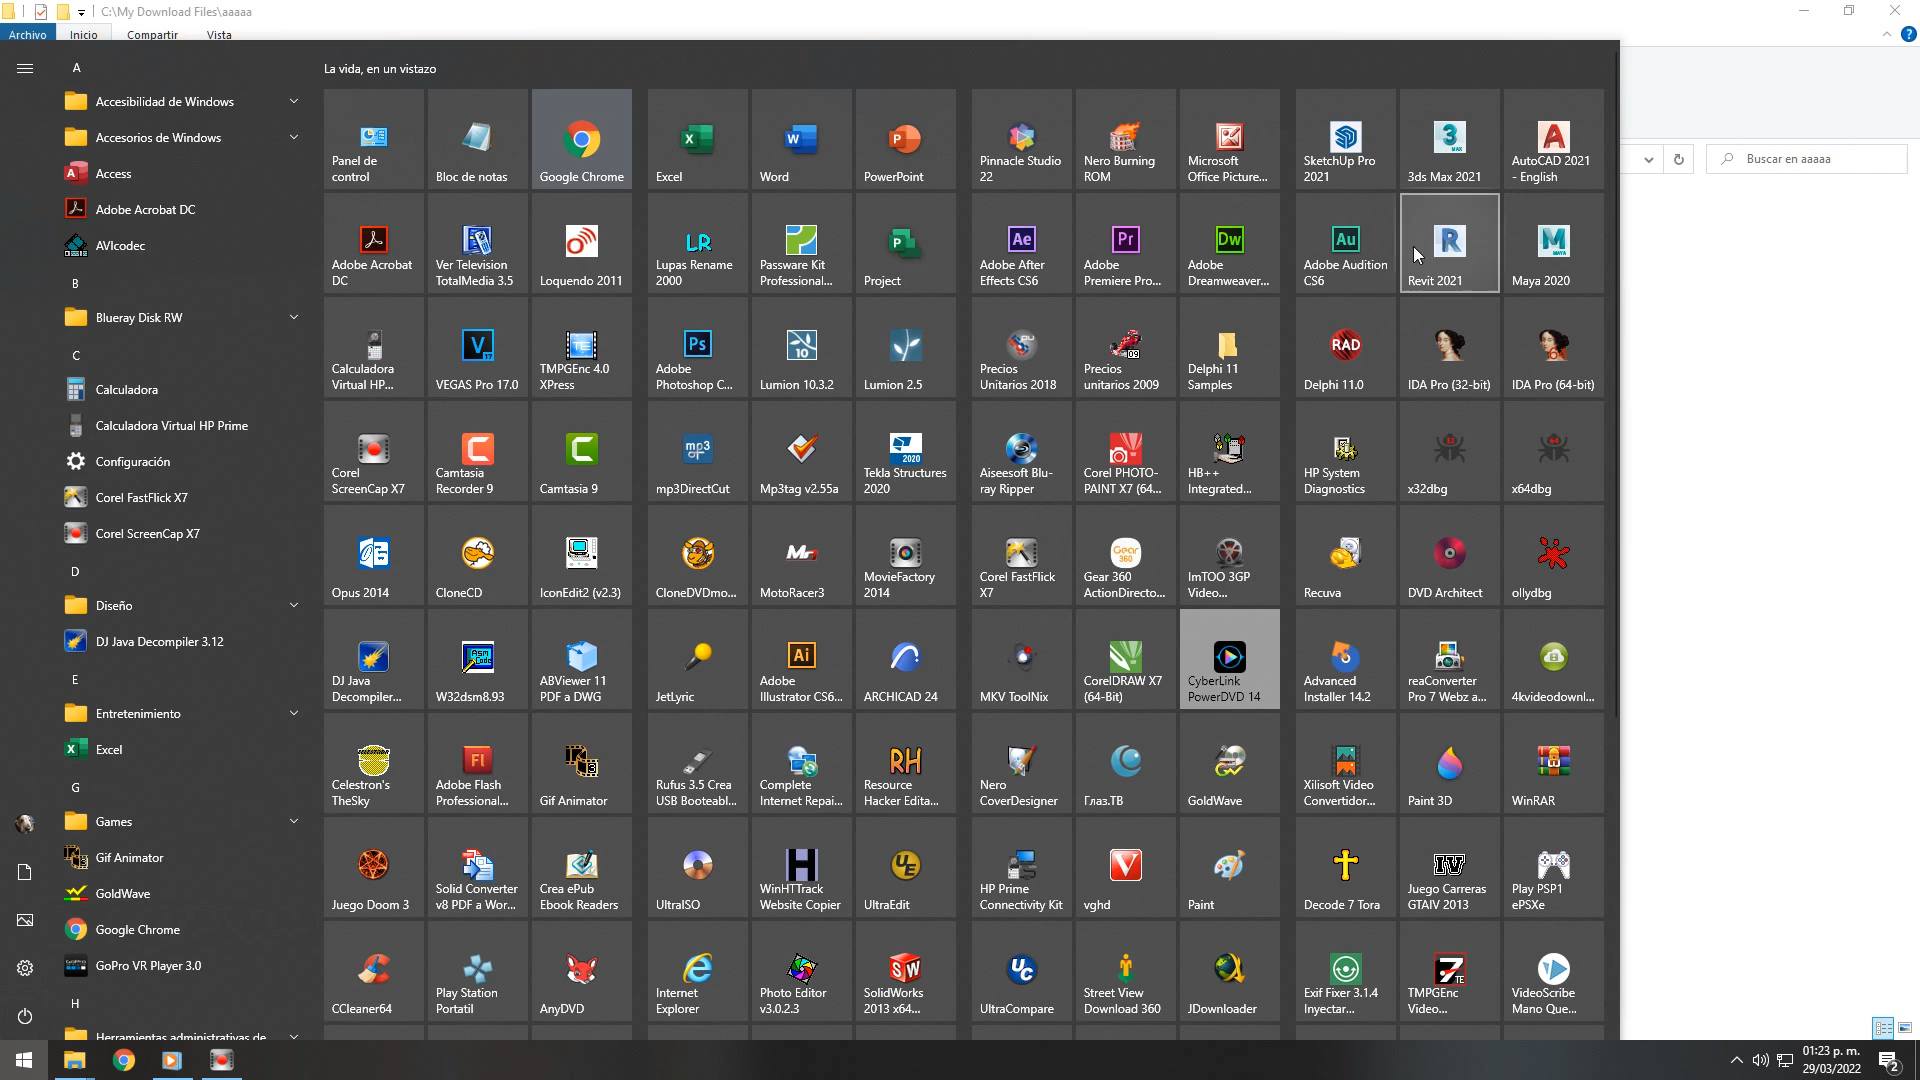 C:\My Download Files\aaaaa
Archivo Inicio Compartir Vista
Buscar en aaaaa
A
Accesibilidad de Windows
Accesorios de Windows
Access
Adobe Acrobat DC
AVIcodec
B
Blueray Disk RW
C
Calculadora
Calculadora Virtual HP Prime
Configuración
Corel FastFlick X7
Corel ScreenCap X7
D
Diseño
DJ Java Decompiler 3.12
E
Entretenimiento
Excel
G
Games
Gif Animator
GoldWave
Google Chrome
GoPro VR Player 3.0
H
Herramientas administrativas de
La vida, en un vistazo
Panel de
control
Bloc de notas
Google Chrome
Excel
Word
PowerPoint
Pinnacle Studio
22
Nero Burning
ROM
Microsoft
Office Picture...
SketchUp Pro
2021
3ds Max 2021
AutoCAD 2021
- English
Adobe Acrobat
DC
Ver Television
TotalMedia 3.5
Loquendo 2011
Lupas Rename
2000
Passware Kit
Professional...
Project
Adobe After
Effects CS6
Adobe
Premiere Pro...
Adobe
Dreamweaver...
Adobe Audition
CS6
Revit 2021
Maya 2020
Calculadora
Virtual HP...
VEGAS Pro 17.0
TMPGEnc 4.0
XPress
Adobe
Photoshop C...
Lumion 10.3.2
Lumion 2.5
Precios
Unitarios 2018
Precios
unitarios 2009
Delphi 11
Samples
Delphi 11.0
IDA Pro (32-bit)
IDA Pro (64-bit)
Corel
ScreenCap X7
Camtasia
Recorder 9
Camtasia 9
mp3DirectCut
Mp3tag v2.55a
Tekla Structures
2020
Aiseesoft Blu-
ray Ripper
Corel PHOTO-
PAINT X7 (64...
HB++
Integrated...
HP System
Diagnostics
x32dbg
x64dbg
Opus 2014
CloneCD
IconEdit2 (v2.3)
CloneDVDmo...
MotoRacer3
MovieFactory
2014
Corel FastFlick
X7
Gear 360
ActionDirecto...
ImTOO 3GP
Video...
Recuva
DVD Architect
ollydbg
DJ Java
Decompiler...
W32dsm8.93
ABViewer 11
PDF a DWG
JetLyric
Adobe
Illustrator CS6...
ARCHICAD 24
MKV ToolNix
CorelDRAW X7
(64-Bit)
CyberLink
PowerDVD 14
Advanced
Installer 14.2
reaConverter
Pro 7 Webz a...
4kvideodownl...
Celestron's
TheSky
Adobe Flash
Professional...
Gif Animator
Rufus 3.5 Crea
USB Booteabl...
Complete
Internet Repai...
Resource
Hacker Edita...
Nero
CoverDesigner
Глаз.ТВ
GoldWave
Xilisoft Video
Convertidor...
Paint 3D
WinRAR
Juego Doom 3
Solid Converter
v8 PDF a Wor...
Crea ePub
Ebook Readers
UltraISO
WinHTTrack
Website Copier
UltraEdit
HP Prime
Connectivity Kit
vghd
Paint
Decode 7 Tora
Juego Carreras
GTAIV 2013
Play PSP1
ePSXe
CCleaner64
Play Station
Portatil
AnyDVD
Internet
Explorer
Photo Editor
v3.0.2.3
SolidWorks
2013 x64...
UltraCompare
Street View
Download 360
JDownloader
Exif Fixer 3.1.4
Inyectar...
TMPGEnc
Video...
VideoScribe
Mano Que...
01:23 p. m.
29/03/2022
2